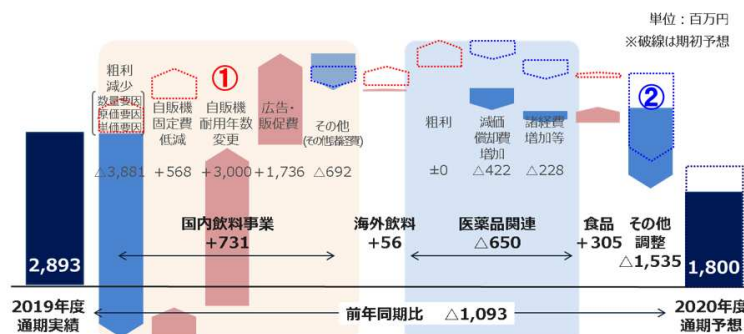 単位：百万円
※破線は期初予想
粗利
減少
数量要因
原価要因
単価要因
△3,881
自販機
固定費
低減
+568
①
自販機
耐用年数
変更
+3,000
広告・
販促費
+1,736
その他
(その他諸経費)
△692
国内飲料事業
+731
海外飲料
+56
粗利
±0
減価
償却費
増加
△422
諸経費
増加等
△228
医薬品関連
△650
食品
+305
②
その他
調整
△1,535
2,893
1,800
2019年度
通期実績
前年同期比 △1,093
2020年度
通期予想